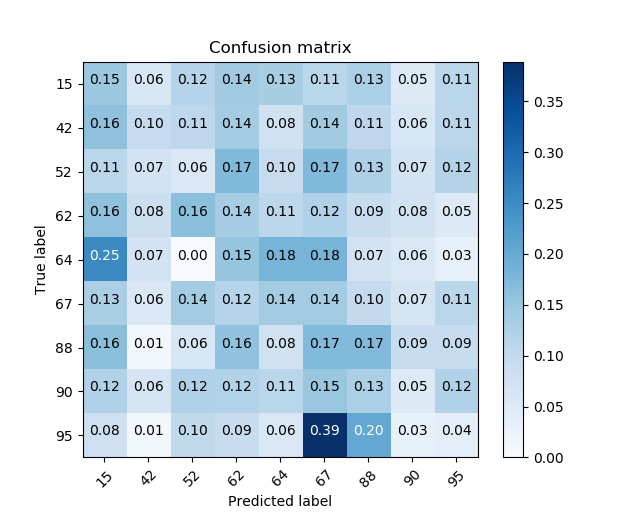 Confusion matrix
True label
15 0.15 0.06 0.12 0.14 0.13 0.11 0.13 0.05 0.11
42 0.16 0.10 0.11 0.14 0.08 0.14 0.11 0.06 0.11
52 0.11 0.07 0.06 0.17 0.10 0.17 0.13 0.07 0.12
62 0.16 0.08 0.16 0.14 0.11 0.12 0.09 0.08 0.05
64 0.25 0.07 0.00 0.15 0.18 0.18 0.07 0.06 0.03
67 0.13 0.06 0.14 0.12 0.14 0.14 0.10 0.07 0.11
88 0.16 0.01 0.06 0.16 0.08 0.17 0.17 0.09 0.09
90 0.12 0.06 0.12 0.12 0.11 0.15 0.13 0.05 0.12
95 0.08 0.01 0.10 0.09 0.06 0.39 0.20 0.03 0.04
15 42 52 62 64 67 88 90 95
Predicted label
0.35
0.30
0.25
0.20
0.15
0.10
0.05
0.00